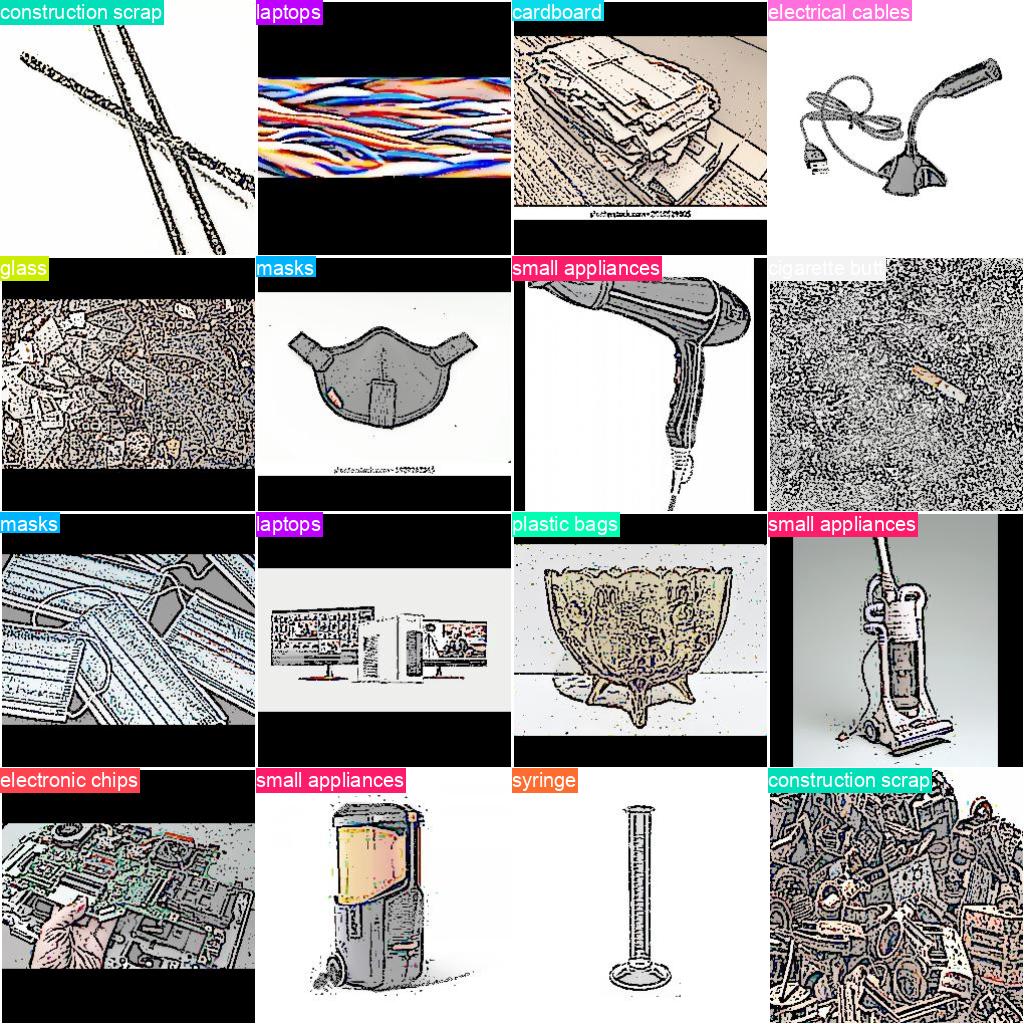 construction scrap
laptops
cardboard
electrical cables
glass
masks
small appliances
cigarette butt
masks
laptops
plastic bags
small appliances
electronic chips
small appliances
syringe
construction scrap